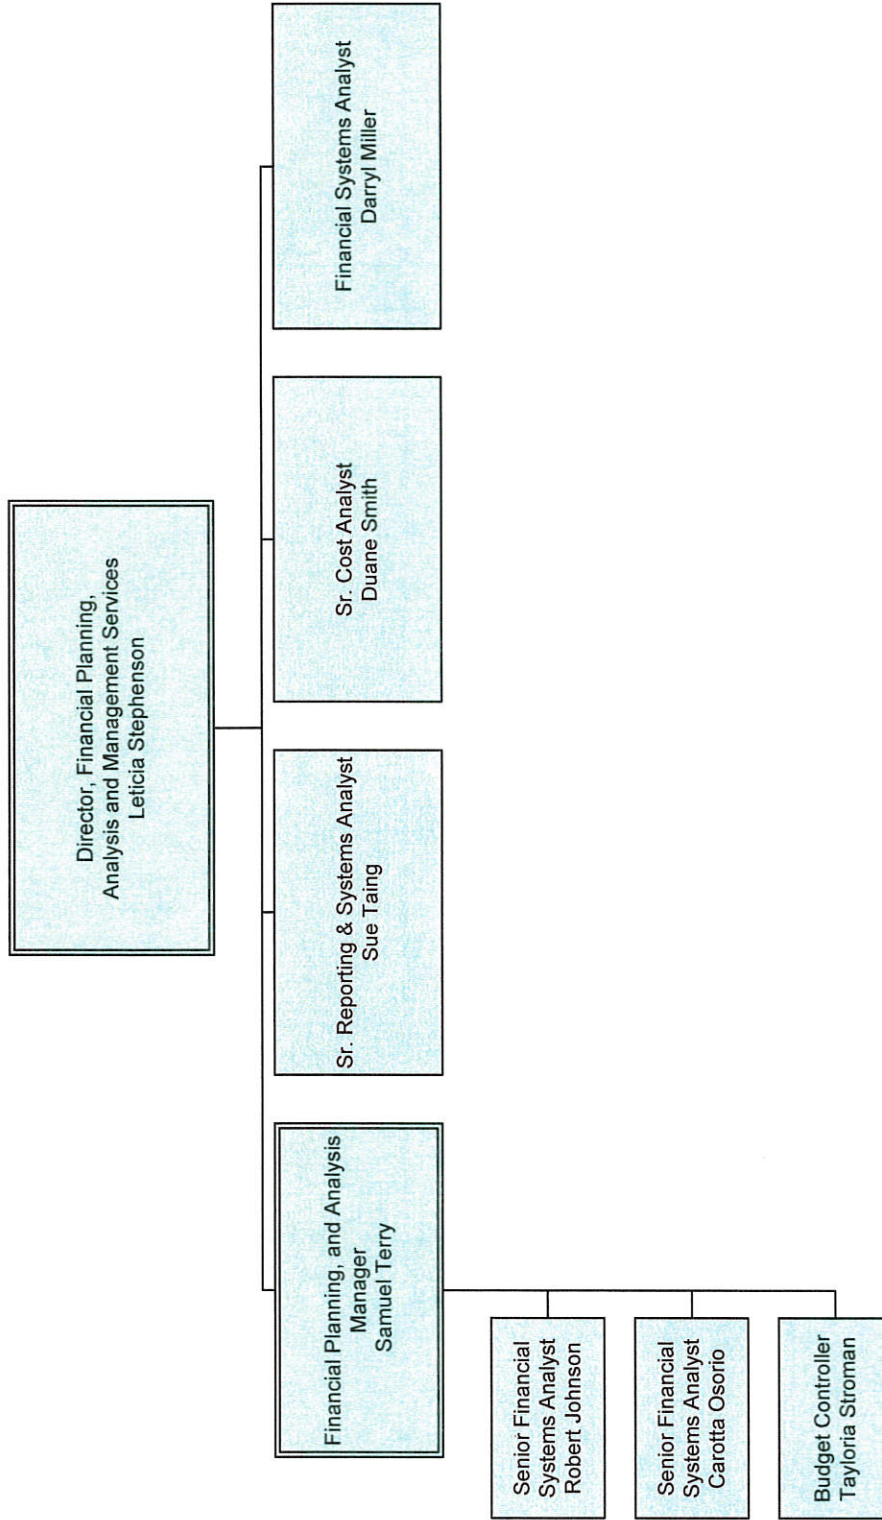 Director, Financial Planning,
Analysis and Management Services
Leticia Stephenson
Financial Planning, and Analysis
Manager
Samuel Terry
Sr. Reporting & Systems Analyst
Sue Taing
Sr. Cost Analyst
Duane Smith
Financial Systems Analyst
Darryl Miller
Senior Financial
Systems Analyst
Robert Johnson
Senior Financial
Systems Analyst
Carotta Osorio
Budget Controller
Tayloria Stroman